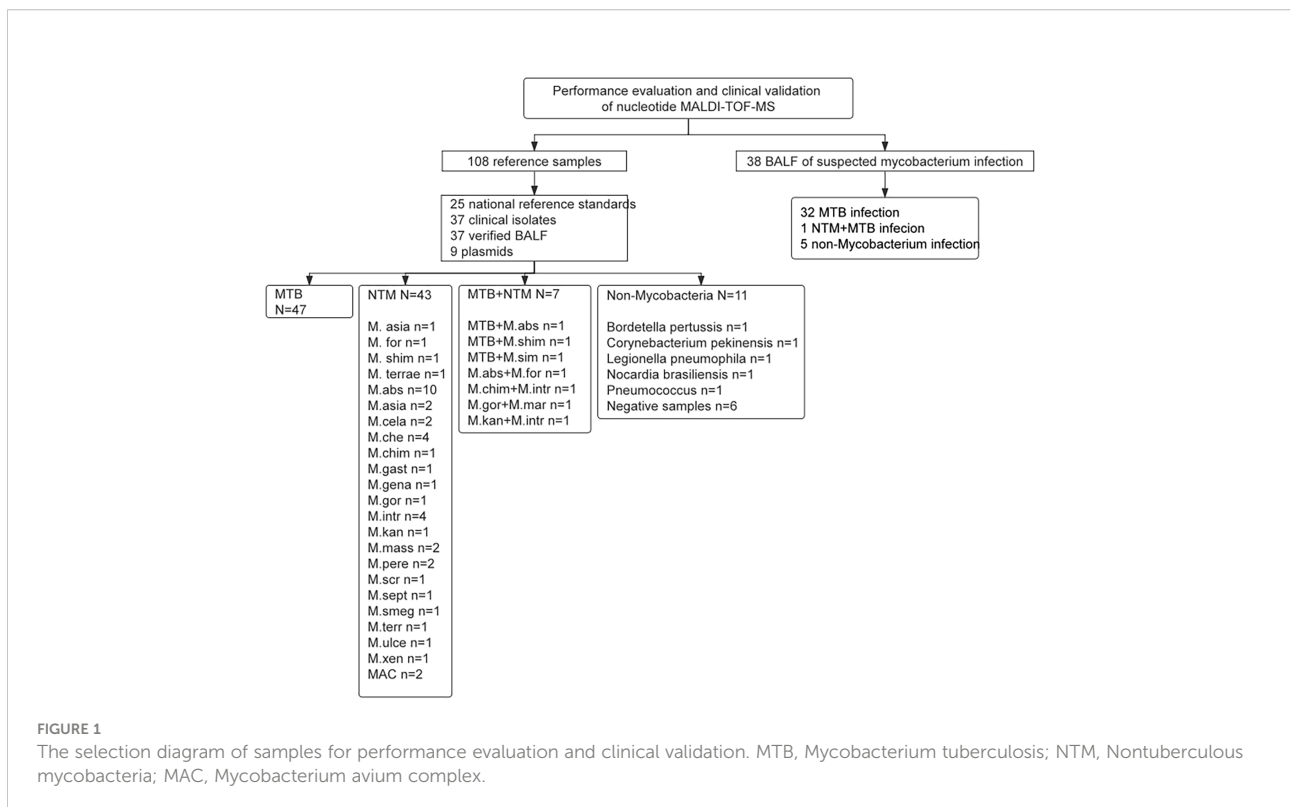 Performance evaluation and clinical validation
of nucleotide MALDI-TOF-MS
108 reference samples
38 BALF of suspected mycobacterium infection
25 national reference standards
37 clinical isolates
37 verified BALF
9 plasmids
32 MTB infection
1 NTM+MTB infecion
5 non-Mycobacterium infection
MTB
N=47
NTM N=43
M. asia n=1
M. for n=1
M. shim n=1
M. terrae n=1
M.abs n=10
M.asia n=2
M.cela n=2
M.che n=4
M.chim n=1
M.gast n=1
M.gena n=1
M.gor n=1
M.intr n=4
M.kan n=1
M.mass n=2
M.pere n=2
M.scr n=1
M.sept n=1
M.smeg n=1
M.terr n=1
M.ulce n=1
M.xen n=1
MAC n=2
MTB+NTM N=7
MTB+M.abs n=1
MTB+M.shim n=1
MTB+M.sim n=1
M.abs+M.for n=1
M.chim+M.intr n=1
M.gor+M.mar n=1
M.kan+M.intr n=1
Non-Mycobacteria N=11
Bordetella pertussis n=1
Corynebacterium pekinensis n=1
Legionella pneumophila n=1
Nocardia brasiliensis n=1
Pneumococcus n=1
Negative samples n=6
FIGURE 1
The selection diagram of samples for performance evaluation and clinical validation. MTB, Mycobacterium tuberculosis; NTM, Nontuberculous
mycobacteria; MAC, Mycobacterium avium complex.